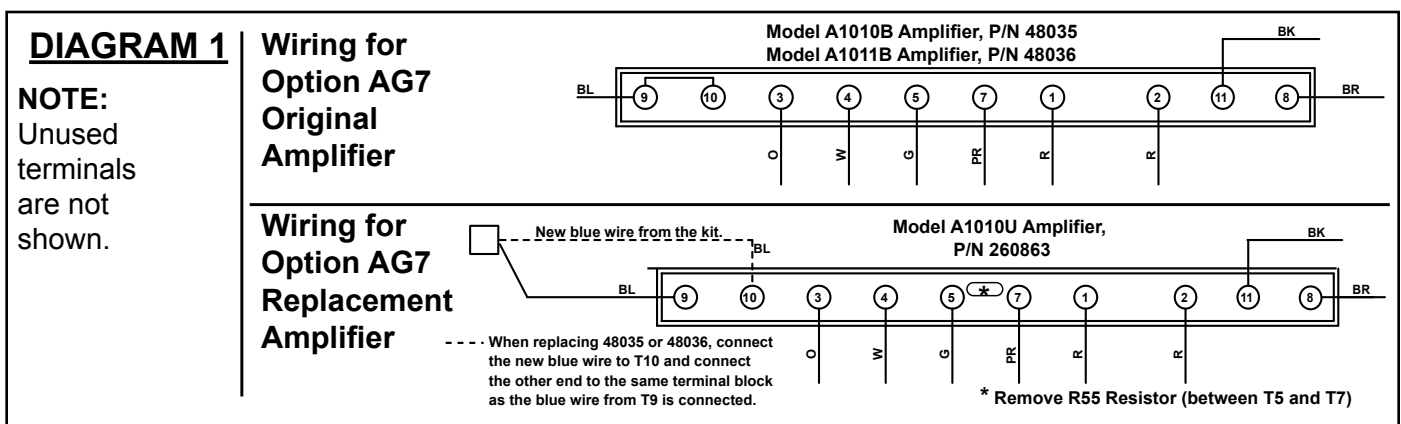 DIAGRAM 1
NOTE:
Unused
terminals
are not
shown.
Wiring for
Option AG7
Original
Amplifier
Model A1010B Amplifier, P/N 48035
Model A1011B Amplifier, P/N 48036
BK
BL
9 10 3 4 5 7 1 2 11 8
BR
O W G PR R R
Wiring for
Option AG7
Replacement
Amplifier
New blue wire from the kit.
BL
Model A1010U Amplifier,
P/N 260863
BK
BL
9 10 3 4 5 * 7 1 2 11 8
BR
O W G PR R R
---- When replacing 48035 or 48036, connect
the new blue wire to T10 and connect
the other end to the same terminal block
as the blue wire from T9 is connected.
* Remove R55 Resistor (between T5 and T7)